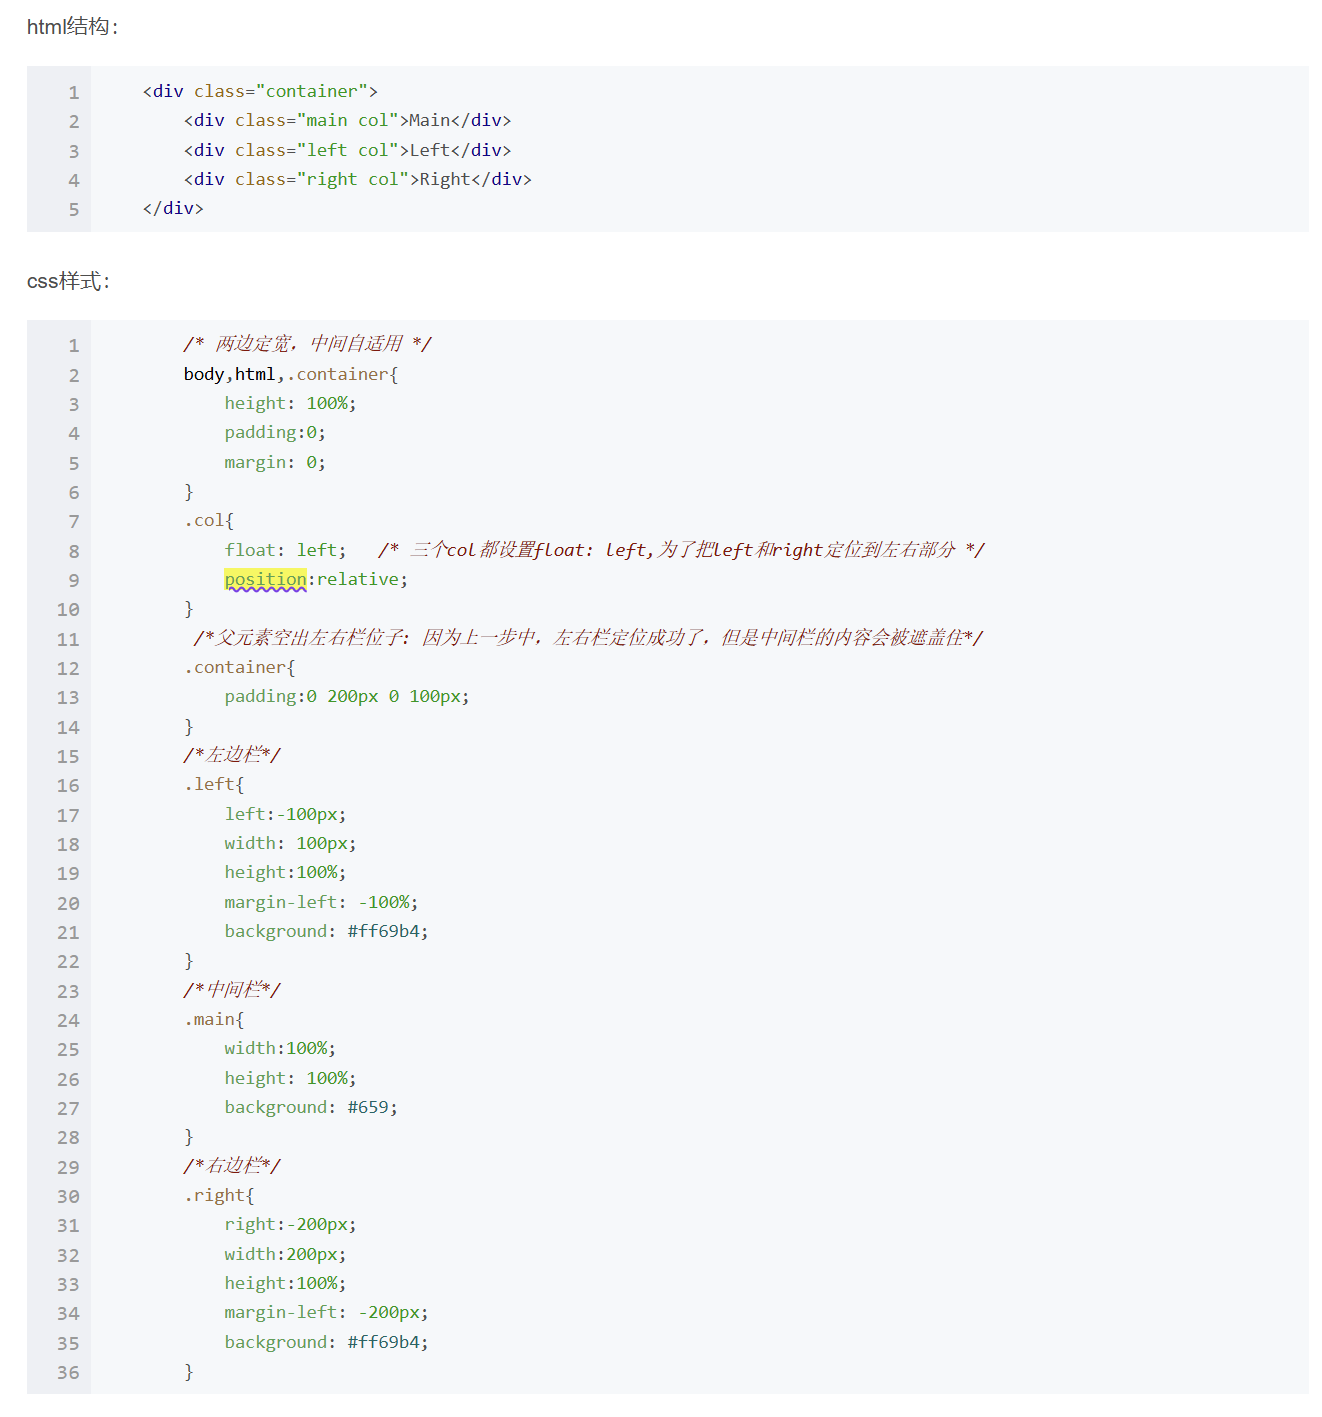 html结构：
1 <div class="container">
2 <div class="main col">Main</div>
3 <div class="left col">Left</div>
4 <div class="right col">Right</div>
5 </div>
css样式：
1 /* 两边定宽，中间自适用 */
2 body,html,.container{
3 height: 100%;
4 padding:0;
5 margin: 0;
6 }
7 .col{
8 float: left; /* 三个col都设置float: left,为了把left和right定位到左右部分 */
9 position:relative;
10 }
11 /*父元素空出左右栏位子: 因为上一步中，左右栏定位成功了，但是中间栏的内容会被遮盖住*/
12 .container{
13 padding:0 200px 0 100px;
14 }
15 /*左边栏*/
16 .left{
17 left:-100px;
18 width: 100px;
19 height:100%;
20 margin-left: -100%;
21 background: #ff69b4;
22 }
23 /*中间栏*/
24 .main{
25 width:100%;
26 height: 100%;
27 background: #659;
28 }
29 /*右边栏*/
30 .right{
31 right:-200px;
32 width:200px;
33 height:100%;
34 margin-left: -200px;
35 background: #ff69b4;
36 }